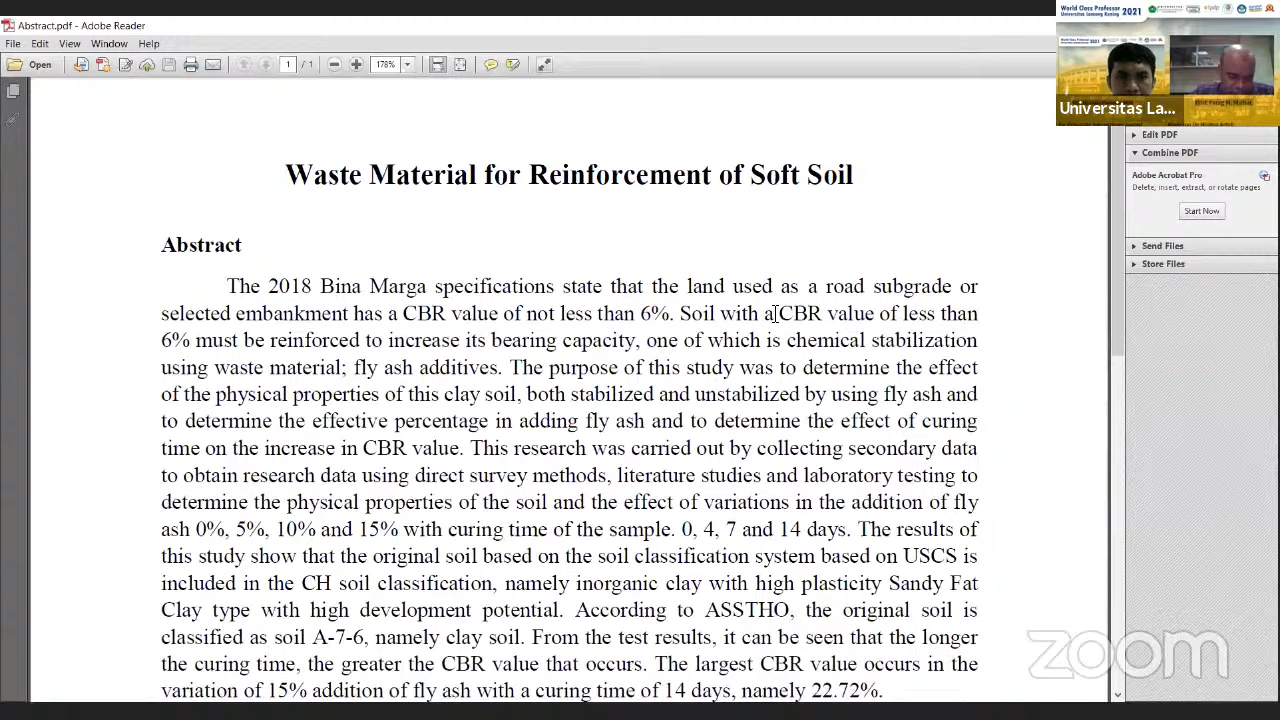 Abstract.pdf - Adobe Reader
File Edit View Window Help
Open 1 / 1 178%
World Class Professor
Universitas Lancang Kuning 2021
Universitas La...
Edit PDF
Combine PDF
Adobe Acrobat Pro
Delete, insert, extract, or rotate pages
Start Now
Send Files
Store Files
Waste Material for Reinforcement of Soft Soil
Abstract
The 2018 Bina Marga specifications state that the land used as a road subgrade or
selected embankment has a CBR value of not less than 6%. Soil with a CBR value of less than
6% must be reinforced to increase its bearing capacity, one of which is chemical stabilization
using waste material; fly ash additives. The purpose of this study was to determine the effect
of the physical properties of this clay soil, both stabilized and unstabilized by using fly ash and
to determine the effective percentage in adding fly ash and to determine the effect of curing
time on the increase in CBR value. This research was carried out by collecting secondary data
to obtain research data using direct survey methods, literature studies and laboratory testing to
determine the physical properties of the soil and the effect of variations in the addition of fly
ash 0%, 5%, 10% and 15% with curing time of the sample. 0, 4, 7 and 14 days. The results of
this study show that the original soil based on the soil classification system based on USCS is
included in the CH soil classification, namely inorganic clay with high plasticity Sandy Fat
Clay type with high development potential. According to ASSTHO, the original soil is
classified as soil A-7-6, namely clay soil. From the test results, it can be seen that the longer
the curing time, the greater the CBR value that occurs. The largest CBR value occurs in the
variation of 15% addition of fly ash with a curing time of 14 days, namely 22.72%.
zoom